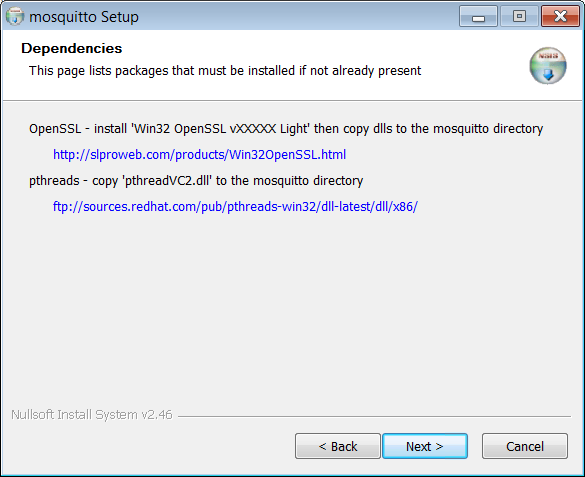 mosquitto Setup
Dependencies
This page lists packages that must be installed if not already present
OpenSSL - install 'Win32 OpenSSL vXXXXX Light' then copy dlls to the mosquitto directory
http://slproweb.com/products/Win32OpenSSL.html
pthreads - copy 'pthreadVC2.dll' to the mosquitto directory
ftp://sources.redhat.com/pub/pthreads-win32/dll-latest/dll/x86/
Nullsoft Install System v2.46
< Back
Next >
Cancel